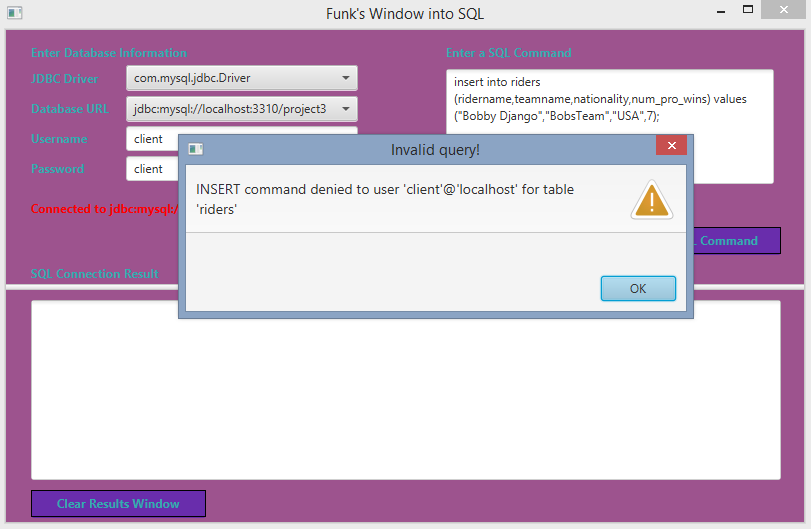 Funk's Window into SQL
Enter Database Information
JDBC Driver
com.mysql.jdbc.Driver
Database URL
jdbc:mysql://localhost:3310/project3
Username
client
Password
client
Connected to jdbc:mysql:/
Enter a SQL Command
insert into riders
(ridername,teamname,nationality,num_pro_wins) values
("Bobby Django","BobsTeam","USA",7);
Invalid query!
INSERT command denied to user 'client'@'localhost' for table
'riders'
OK
Command
SQL Connection Result
Clear Results Window